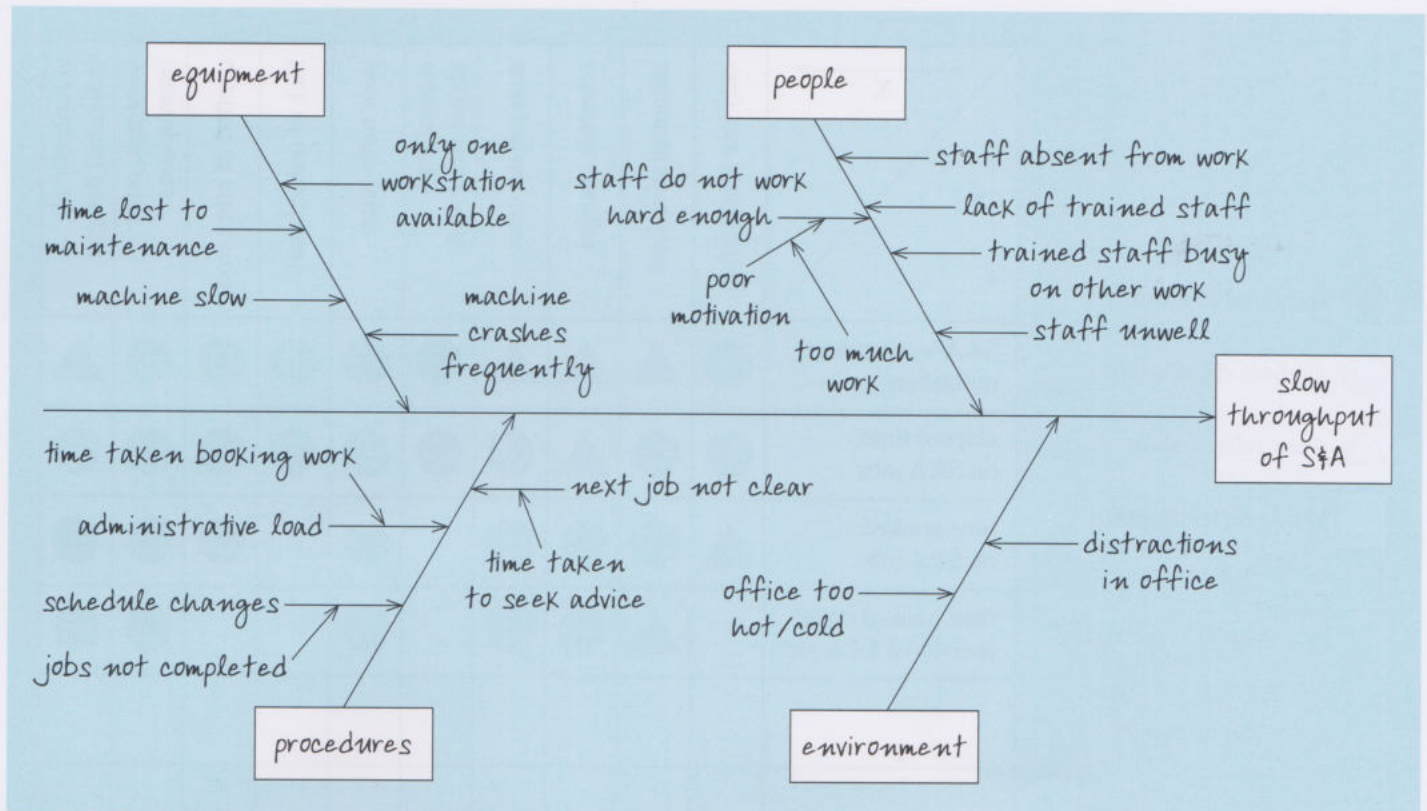 equipment
people
only one
workstation
available
time lost to
maintenance
machine slow
machine
crashes
frequently
staff do not work
hard enough
poor
motivation
too much
work
staff absent from work
lack of trained staff
trained staff busy
on other work
staff unwell
slow
throughput
of S&A
time taken booking work
administrative load
schedule changes
jobs not completed
next job not clear
time taken
to seek advice
office too
hot/cold
distractions
in office
procedures
environment